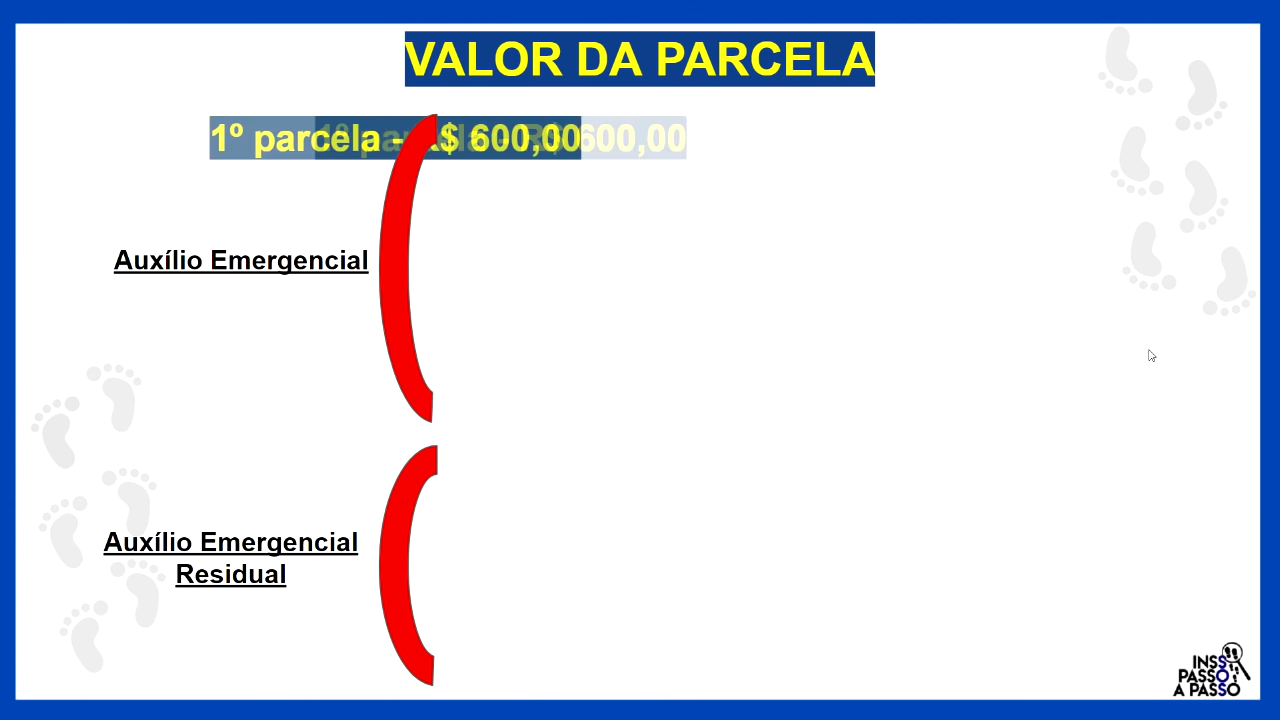 VALOR DA PARCELA
1º parcela - R$ 600,00
Auxílio Emergencial
Auxílio Emergencial
Residual
INSS
PASSO
A PASSO